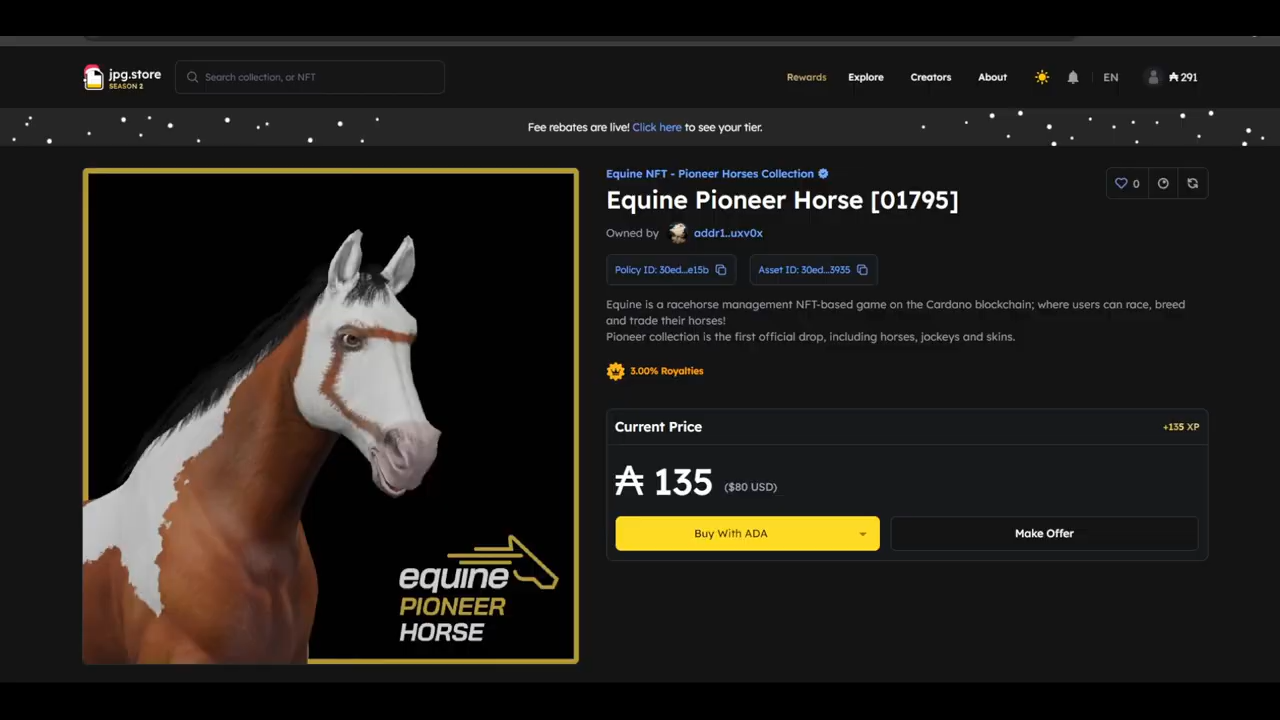 jpg.store
SEASON 2
Search collection, or NFT
Rewards
Explore
Creators
About
EN
₳ 291
Fee rebates are live! Click here to see your tier.
Equine NFT - Pioneer Horses Collection
Equine Pioneer Horse [01795]
0
Owned by addr1..uxv0x
Policy ID: 30ed...e15b
Asset ID: 30ed...3935
Equine is a racehorse management NFT-based game on the Cardano blockchain; where users can race, breed
and trade their horses!
Pioneer collection is the first official drop, including horses, jockeys and skins.
3.00% Royalties
Current Price
+135 XP
₳ 135 ($80 USD)
Buy With ADA
Make Offer
equine
PIONEER
HORSE